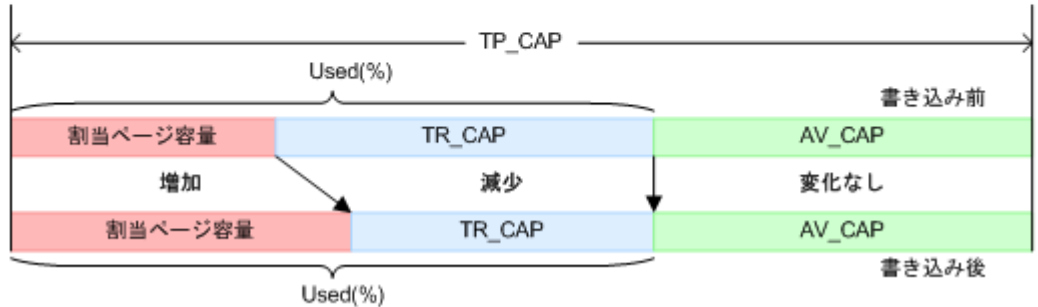 TP_CAP
Used(%)
書き込み前
割当ページ容量 TR_CAP AV_CAP
増加 減少 変化なし
割当ページ容量 TR_CAP AV_CAP
書き込み後
Used(%)